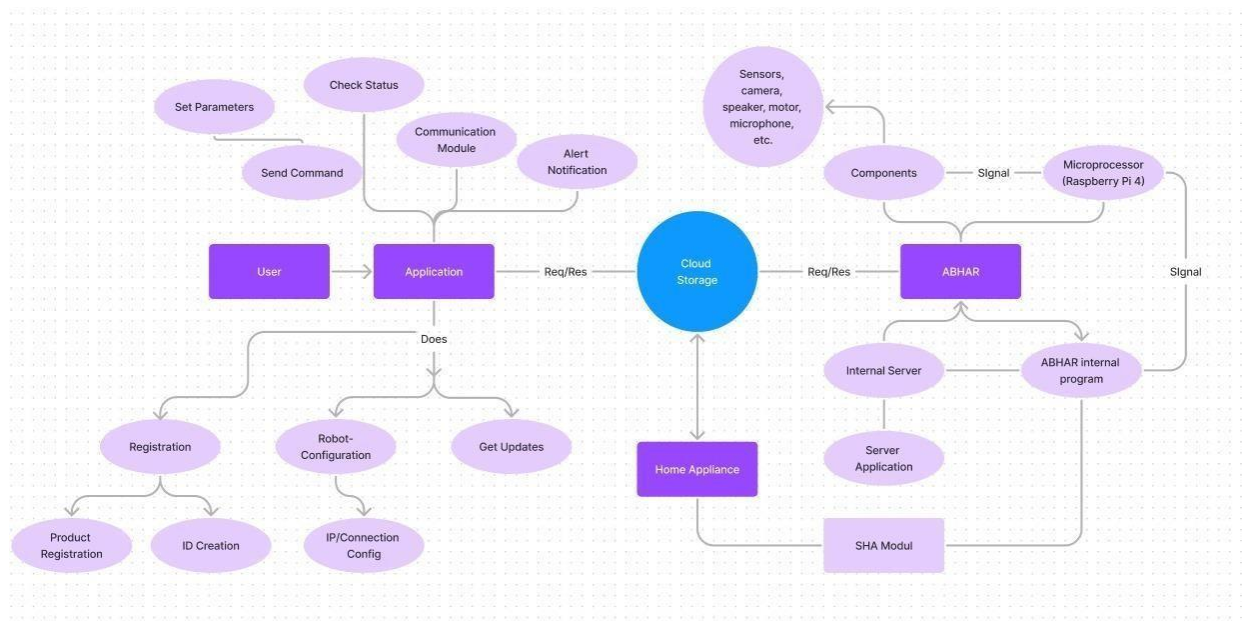 Check Status
Set Parameters
Communication
Module
Alert
Notification
Send Command
Sensors,
camera,
speaker, motor,
microphone,
etc.
Components
SIgnal
Microprocessor
(Raspberry Pi 4)
User
Application
Req/Res
Cloud
Storage
Req/Res
ABHAR
SIgnal
Does
Internal Server
ABHAR internal
program
Registration
Robot-
Configuration
Get Updates
Home Appliance
Server
Application
Product
Registration
ID Creation
IP/Connection
Config
SHA Modul